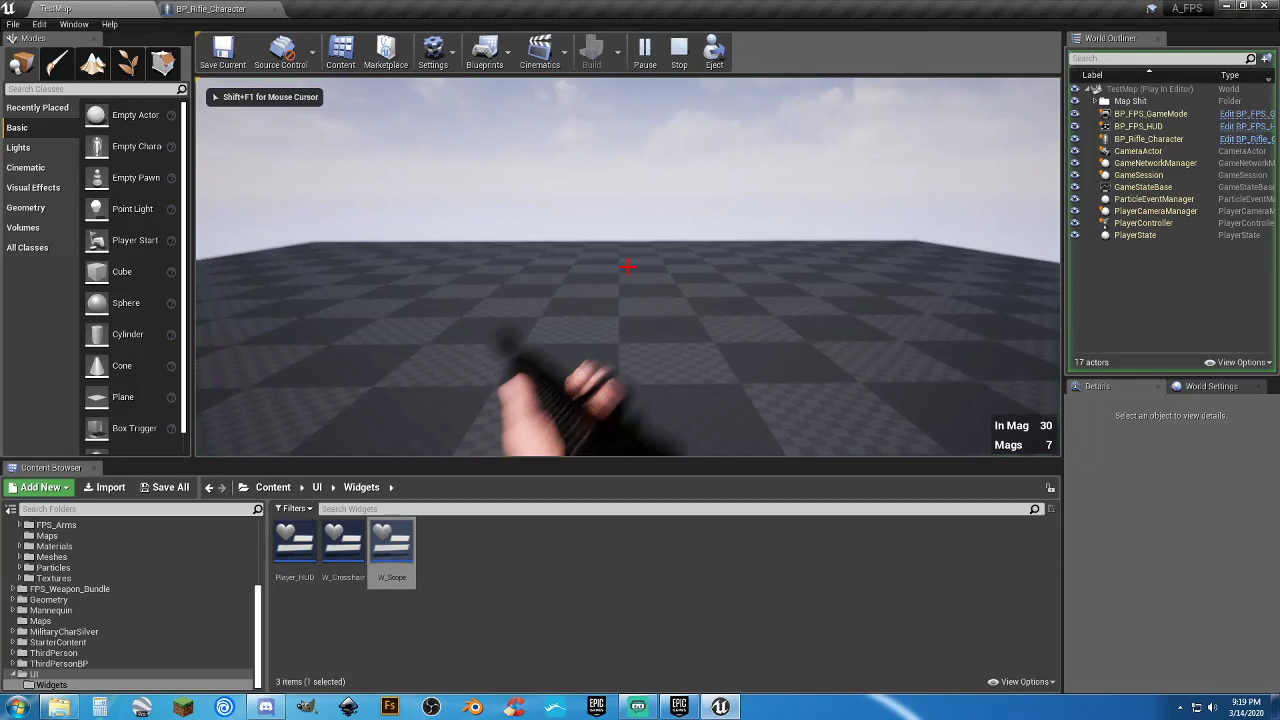 TestMap
BP_Rifle_Character
A_FPS
File Edit Window Help
Modes
Search Classes
Recently Placed
Basic
Lights
Cinematic
Visual Effects
Geometry
Volumes
All Classes
Empty Actor
Empty Chara
Empty Pawn
Point Light
Player Start
Cube
Sphere
Cylinder
Cone
Plane
Box Trigger
Save Current
Source Control
Content
Marketplace
Settings
Blueprints
Cinematics
Build
Pause
Stop
Eject
Shift+F1 for Mouse Cursor
In Mag 30
Mags 7
World Outliner
Search...
Label Type
TestMap (Play In Editor) World
Map Shit Folder
BP_FPS_GameMode Edit BP_FPS_G
BP_FPS_HUD Edit BP_FPS_H
BP_Rifle_Character Edit BP_Rifle_C
CameraActor CameraActor
GameNetworkManager GameNetworkM
GameSession GameSession
GameStateBase GameStateBase
ParticleEventManager ParticleEventMa
PlayerCameraManager PlayerCameraM
PlayerController PlayerControlle
PlayerState PlayerState
17 actors
View Options
Details
World Settings
Select an object to view details.
Content Browser
Add New
Import
Save All
Content
UI
Widgets
Search Folders
Filters
Search Widgets
FPS_Arms
Maps
Materials
Meshes
Particles
Textures
FPS_Weapon_Bundle
Geometry
Mannequin
Maps
MilitaryCharSilver
StarterContent
ThirdPerson
ThirdPersonBP
UI
Widgets
Player_HUD
W_Crosshair
W_Scope
3 items (1 selected)
View Options
Fs
EPIC GAMES
EPIC GAMES
9:19 PM
3/14/2020